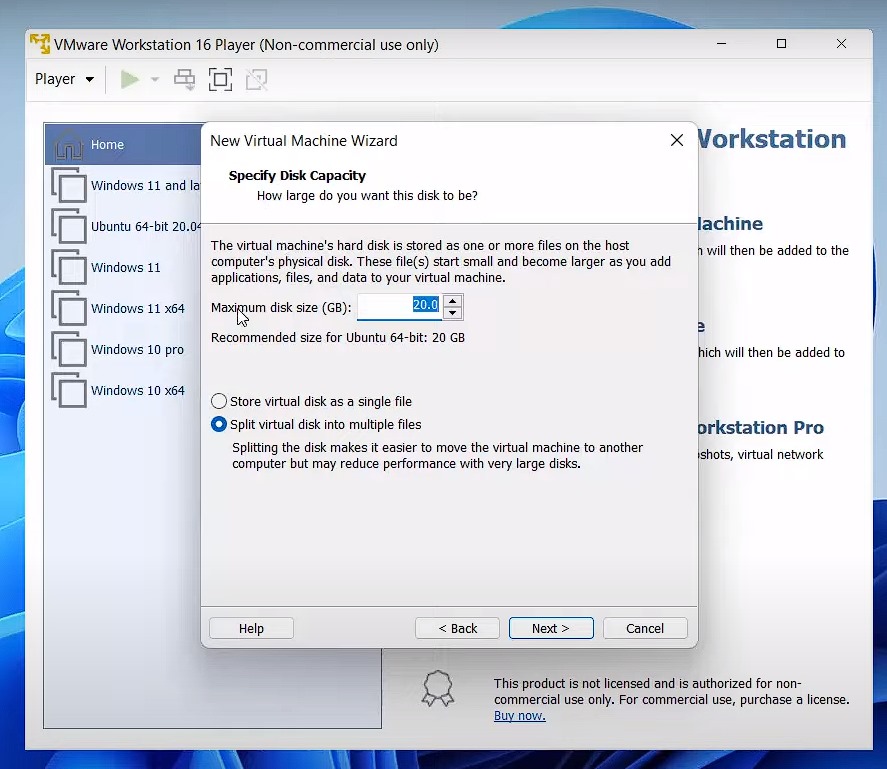 VMware Workstation 16 Player (Non-commercial use only)
Player
Home
Windows 11 and la
Ubuntu 64-bit 20.04
Windows 11
Windows 11 x64
Windows 10 pro
Windows 10 x64
New Virtual Machine Wizard
Specify Disk Capacity
How large do you want this disk to be?
The virtual machine's hard disk is stored as one or more files on the host
computer's physical disk. These file(s) start small and become larger as you add
applications, files, and data to your virtual machine.
Maximum disk size (GB): 20.0
Recommended size for Ubuntu 64-bit: 20 GB
Store virtual disk as a single file
Split virtual disk into multiple files
Splitting the disk makes it easier to move the virtual machine to another
computer but may reduce performance with very large disks.
Help
< Back
Next >
Cancel
Workstation
achine
will then be added to the
hich will then be added to
orkstation Pro
shots, virtual network
This product is not licensed and is authorized for non-
commercial use only. For commercial use, purchase a license.
Buy now.